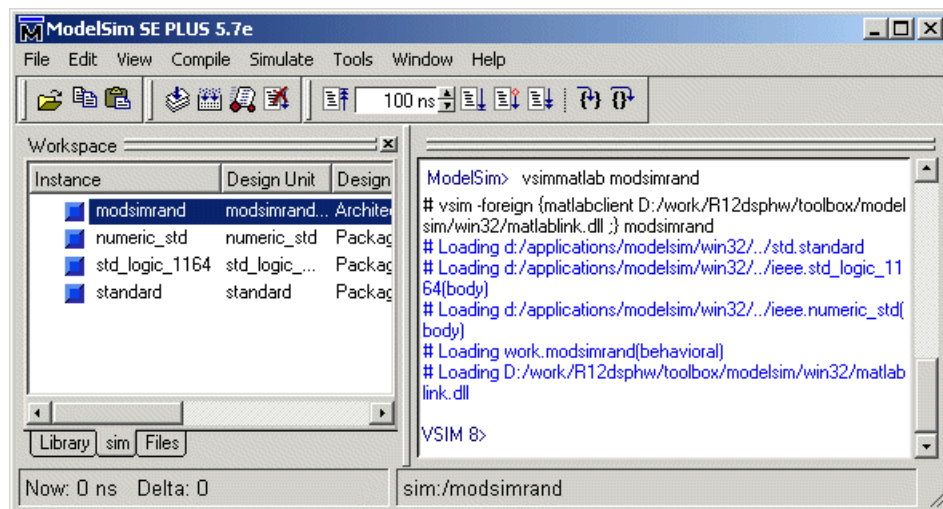 ModelSim SE PLUS 5.7e
File Edit View Compile Simulate Tools Window Help
100 ns
Workspace
Instance Design Unit Design
modsimrand modsimrand... Archite
numeric_std numeric_std Packag
std_logic_1164 std_logic_... Packag
standard standard Packag
Library sim Files
ModelSim> vsimmatlab modsimrand
# vsim -foreign {matlabclient D:/work/R12dsphw/toolbox/model
sim/win32/matlablink.dll ;} modsimrand
# Loading d:/applications/modelsim/win32/../std.standard
# Loading d:/applications/modelsim/win32/../ieee.std_logic_11
64(body)
# Loading d:/applications/modelsim/win32/../ieee.numeric_std(
body)
# Loading work.modsimrand(behavioral)
# Loading D:/work/R12dsphw/toolbox/modelsim/win32/matlab
link.dll
VSIM 8>
Now: 0 ns Delta: 0
sim:/modsimrand